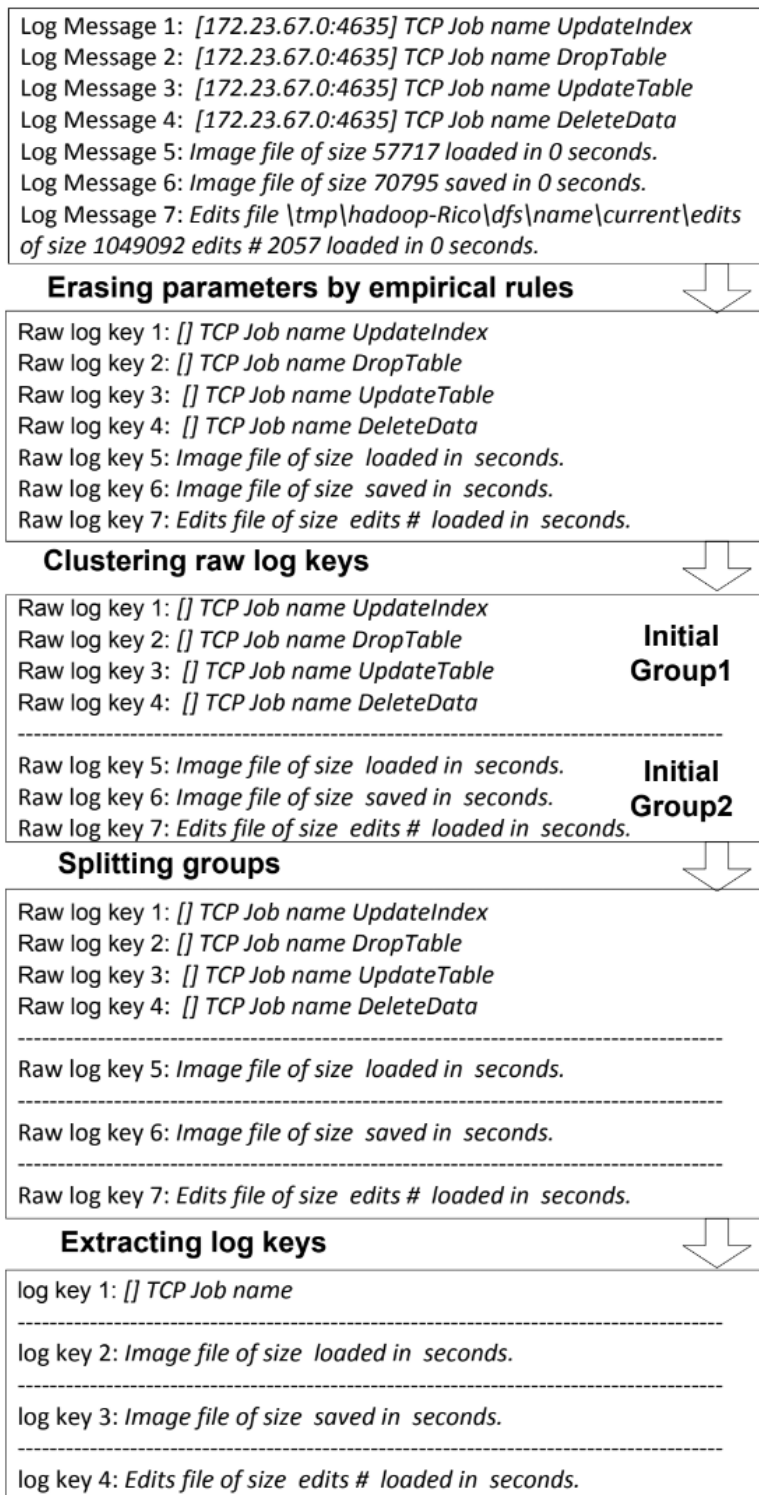 Log Message 1: [172.23.67.0:4635] TCP Job name UpdateIndex
Log Message 2: [172.23.67.0:4635] TCP Job name DropTable
Log Message 3: [172.23.67.0:4635] TCP Job name UpdateTable
Log Message 4: [172.23.67.0:4635] TCP Job name DeleteData
Log Message 5: Image file of size 57717 loaded in 0 seconds.
Log Message 6: Image file of size 70795 saved in 0 seconds.
Log Message 7: Edits file \tmp\hadoop-Rico\dfs\name\current\edits
of size 1049092 edits # 2057 loaded in 0 seconds.
Erasing parameters by empirical rules
Raw log key 1: [] TCP Job name UpdateIndex
Raw log key 2: [] TCP Job name DropTable
Raw log key 3: [] TCP Job name UpdateTable
Raw log key 4: [] TCP Job name DeleteData
Raw log key 5: Image file of size loaded in seconds.
Raw log key 6: Image file of size saved in seconds.
Raw log key 7: Edits file of size edits # loaded in seconds.
Clustering raw log keys
Raw log key 1: [] TCP Job name UpdateIndex
Raw log key 2: [] TCP Job name DropTable
Raw log key 3: [] TCP Job name UpdateTable
Raw log key 4: [] TCP Job name DeleteData
Initial
Group1
Raw log key 5: Image file of size loaded in seconds.
Raw log key 6: Image file of size saved in seconds.
Raw log key 7: Edits file of size edits # loaded in seconds.
Initial
Group2
Splitting groups
Raw log key 1: [] TCP Job name UpdateIndex
Raw log key 2: [] TCP Job name DropTable
Raw log key 3: [] TCP Job name UpdateTable
Raw log key 4: [] TCP Job name DeleteData
Raw log key 5: Image file of size loaded in seconds.
Raw log key 6: Image file of size saved in seconds.
Raw log key 7: Edits file of size edits # loaded in seconds.
Extracting log keys
log key 1: [] TCP Job name
log key 2: Image file of size loaded in seconds.
log key 3: Image file of size saved in seconds.
log key 4: Edits file of size edits # loaded in seconds.